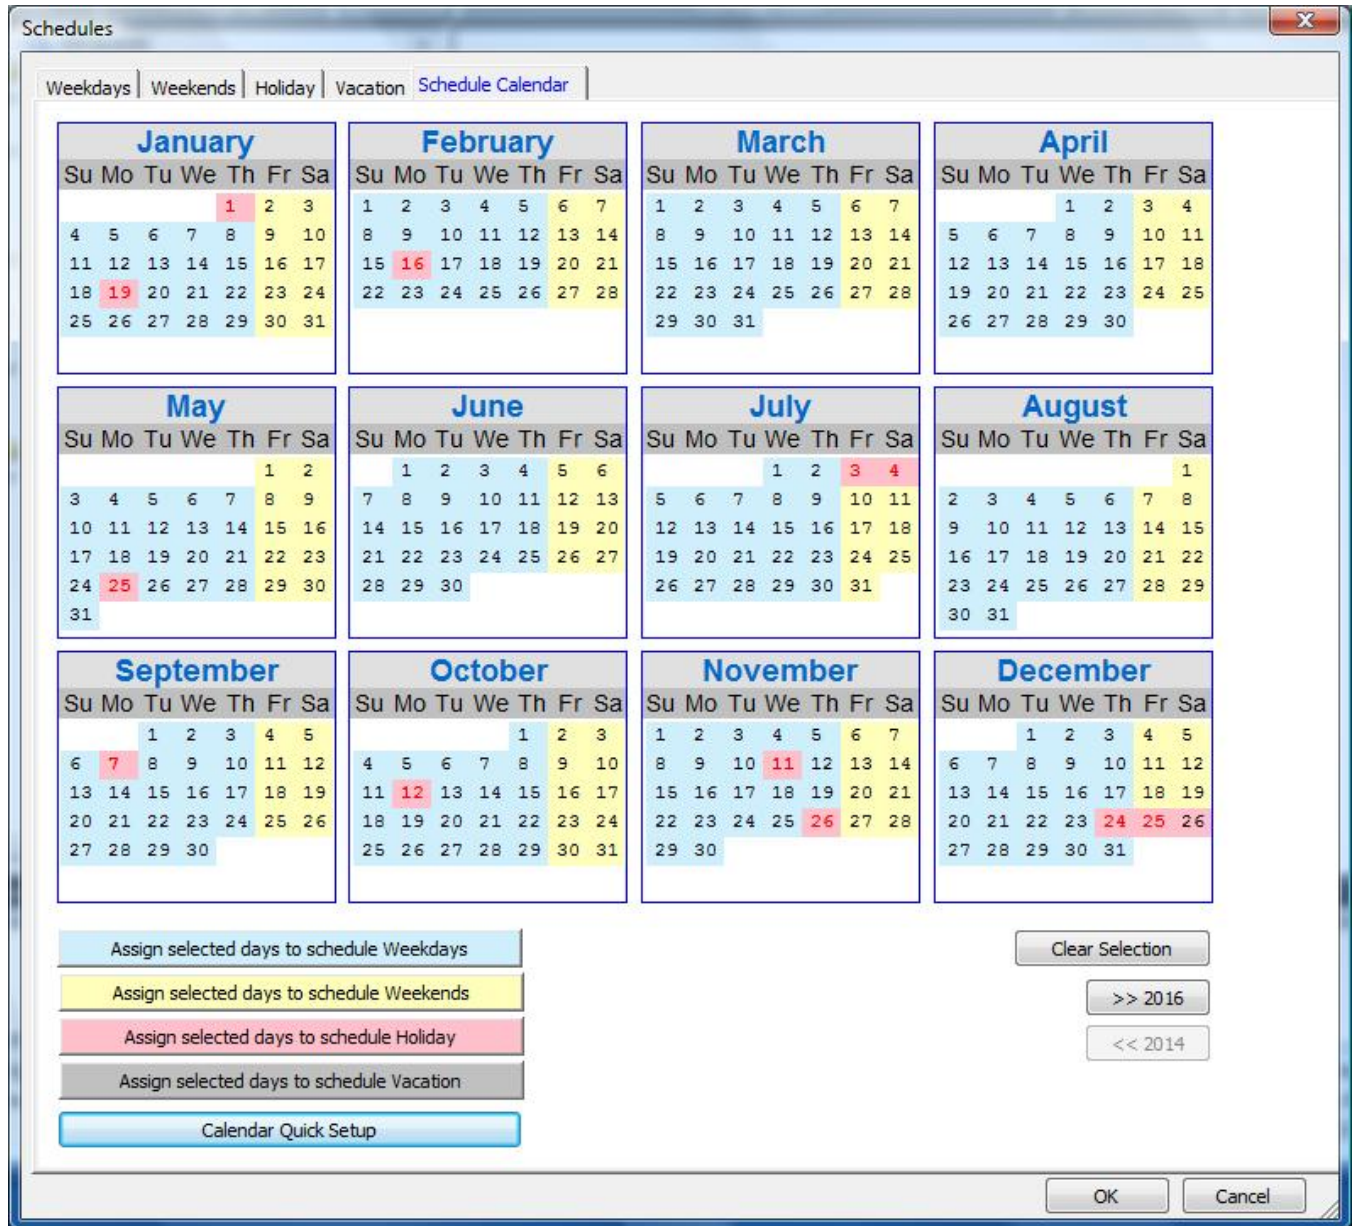 Schedules
Weekdays Weekends Holiday Vacation Schedule Calendar
January February March April
Su Mo Tu We Th Fr Sa Su Mo Tu We Th Fr Sa Su Mo Tu We Th Fr Sa Su Mo Tu We Th Fr Sa
1 2 3 1 2 3 4 5 6 7 1 2 3 4 5 6 7 1 2 3 4
4 5 6 7 8 9 10 8 9 10 11 12 13 14 8 9 10 11 12 13 14 5 6 7 8 9 10 11
11 12 13 14 15 16 17 15 16 17 18 19 20 21 15 16 17 18 19 20 21 12 13 14 15 16 17 18
18 19 20 21 22 23 24 22 23 24 25 26 27 28 22 23 24 25 26 27 28 19 20 21 22 23 24 25
25 26 27 28 29 30 31 29 30 31 26 27 28 29 30
May June July August
Su Mo Tu We Th Fr Sa Su Mo Tu We Th Fr Sa Su Mo Tu We Th Fr Sa Su Mo Tu We Th Fr Sa
1 2 1 2 3 4 5 6 1 2 3 4 1
3 4 5 6 7 8 9 7 8 9 10 11 12 13 5 6 7 8 9 10 11 2 3 4 5 6 7 8
10 11 12 13 14 15 16 14 15 16 17 18 19 20 12 13 14 15 16 17 18 9 10 11 12 13 14 15
17 18 19 20 21 22 23 21 22 23 24 25 26 27 19 20 21 22 23 24 25 16 17 18 19 20 21 22
24 25 26 27 28 29 30 28 29 30 26 27 28 29 30 31 23 24 25 26 27 28 29
31 30 31
September October November December
Su Mo Tu We Th Fr Sa Su Mo Tu We Th Fr Sa Su Mo Tu We Th Fr Sa Su Mo Tu We Th Fr Sa
1 2 3 4 5 1 2 3 1 2 3 4 5 6 7 1 2 3 4 5
6 7 8 9 10 11 12 4 5 6 7 8 9 10 8 9 10 11 12 13 14 6 7 8 9 10 11 12
13 14 15 16 17 18 19 11 12 13 14 15 16 17 15 16 17 18 19 20 21 13 14 15 16 17 18 19
20 21 22 23 24 25 26 18 19 20 21 22 23 24 22 23 24 25 26 27 28 20 21 22 23 24 25 26
27 28 29 30 25 26 27 28 29 30 31 29 30 27 28 29 30 31
Assign selected days to schedule Weekdays Clear Selection
Assign selected days to schedule Weekends >> 2016
Assign selected days to schedule Holiday << 2014
Assign selected days to schedule Vacation
Calendar Quick Setup
OK Cancel